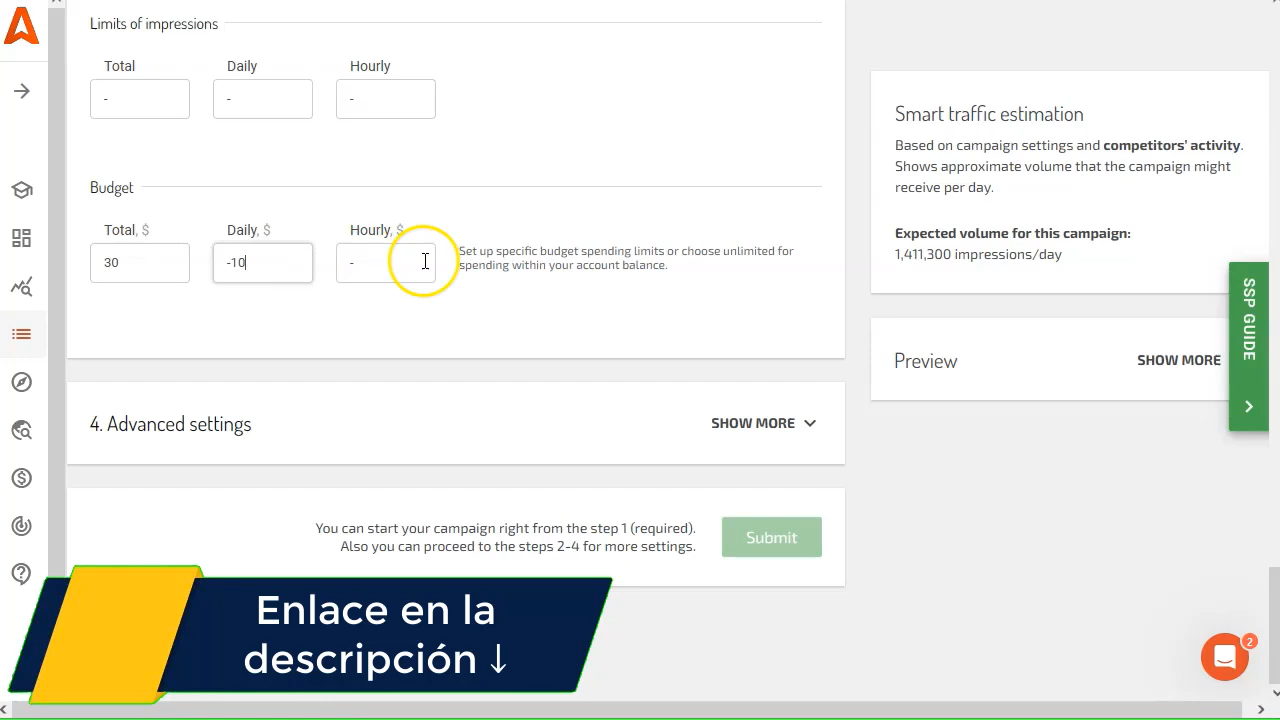 Limits of impressions
Total Daily Hourly
- - -
Budget
Total, $ Daily, $ Hourly, $
30 -10 -
Set up specific budget spending limits or choose unlimited for
spending within your account balance.
4. Advanced settings
SHOW MORE
You can start your campaign right from the step 1 (required).
Also you can proceed to the steps 2-4 for more settings.
Submit
Smart traffic estimation
Based on campaign settings and competitors' activity.
Shows approximate volume that the campaign might
receive per day.
Expected volume for this campaign:
1,411,300 impressions/day
Preview
SHOW MORE
SSP GUIDE
2
Enlace en la
descripción ↓